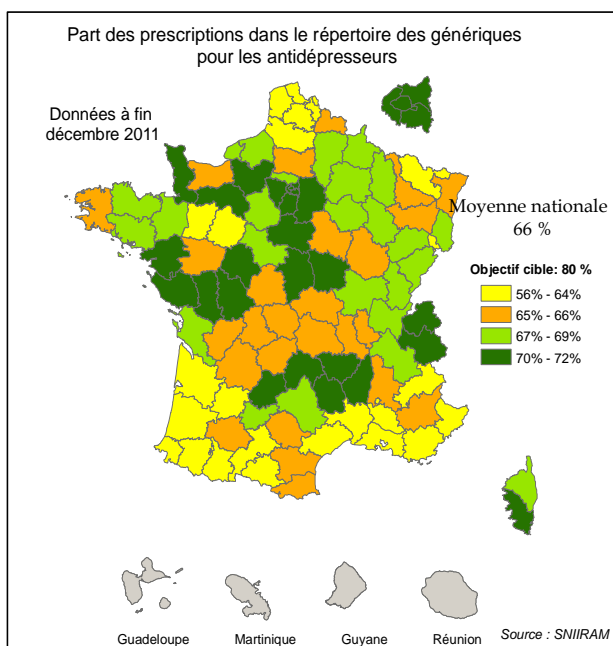 Part des prescriptions dans le répertoire des génériques
pour les antidépresseurs
Données à fin
décembre 2011
Moyenne nationale
66 %
Objectif cible: 80 %
56% - 64%
65% - 66%
67% - 69%
70% - 72%
Guadeloupe
Martinique
Guyane
Réunion
Source : SNIIRAM